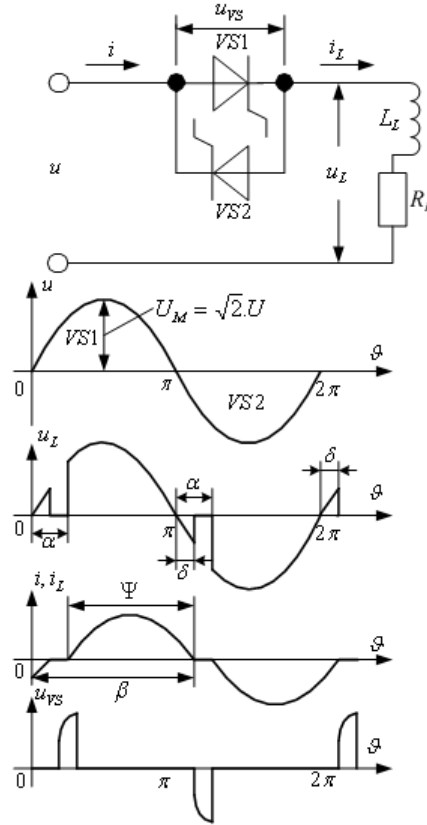 u_VS
i VS1 i_L
L_L
u u_L
R
VS2
u
U_M = √2.U
VS1
0 π 2π ϑ
VS2
u_L
α δ
0 π 2π ϑ
α δ
i, i_L
Ψ
0 ϑ
β
u_VS
0 π 2π ϑ